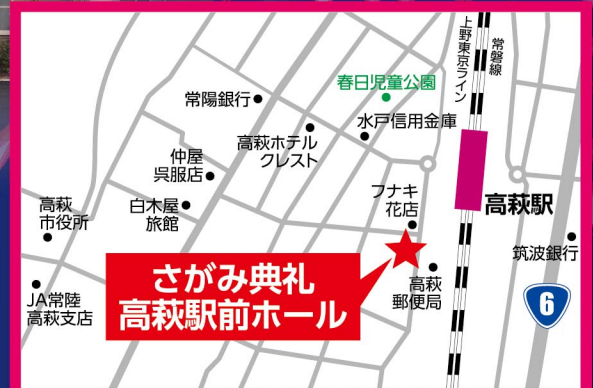 上野東京ライン
常磐線
春日児童公園
常陽銀行
水戸信用金庫
高萩ホテル
クレスト
仲屋
呉服店
フナキ
花店
高萩駅
高萩
市役所
白木屋
旅館
筑波銀行
さがみ典礼
高萩駅前ホール
高萩
郵便局
JA常陸
高萩支店
6